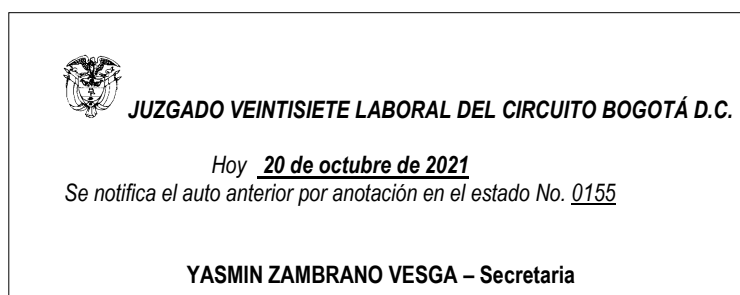 JUZGADO VEINTISIETE LABORAL DEL CIRCUITO BOGOTÁ D.C.
Hoy 20 de octubre de 2021
Se notifica el auto anterior por anotación en el estado No. 0155
YASMIN ZAMBRANO VESGA – Secretaria